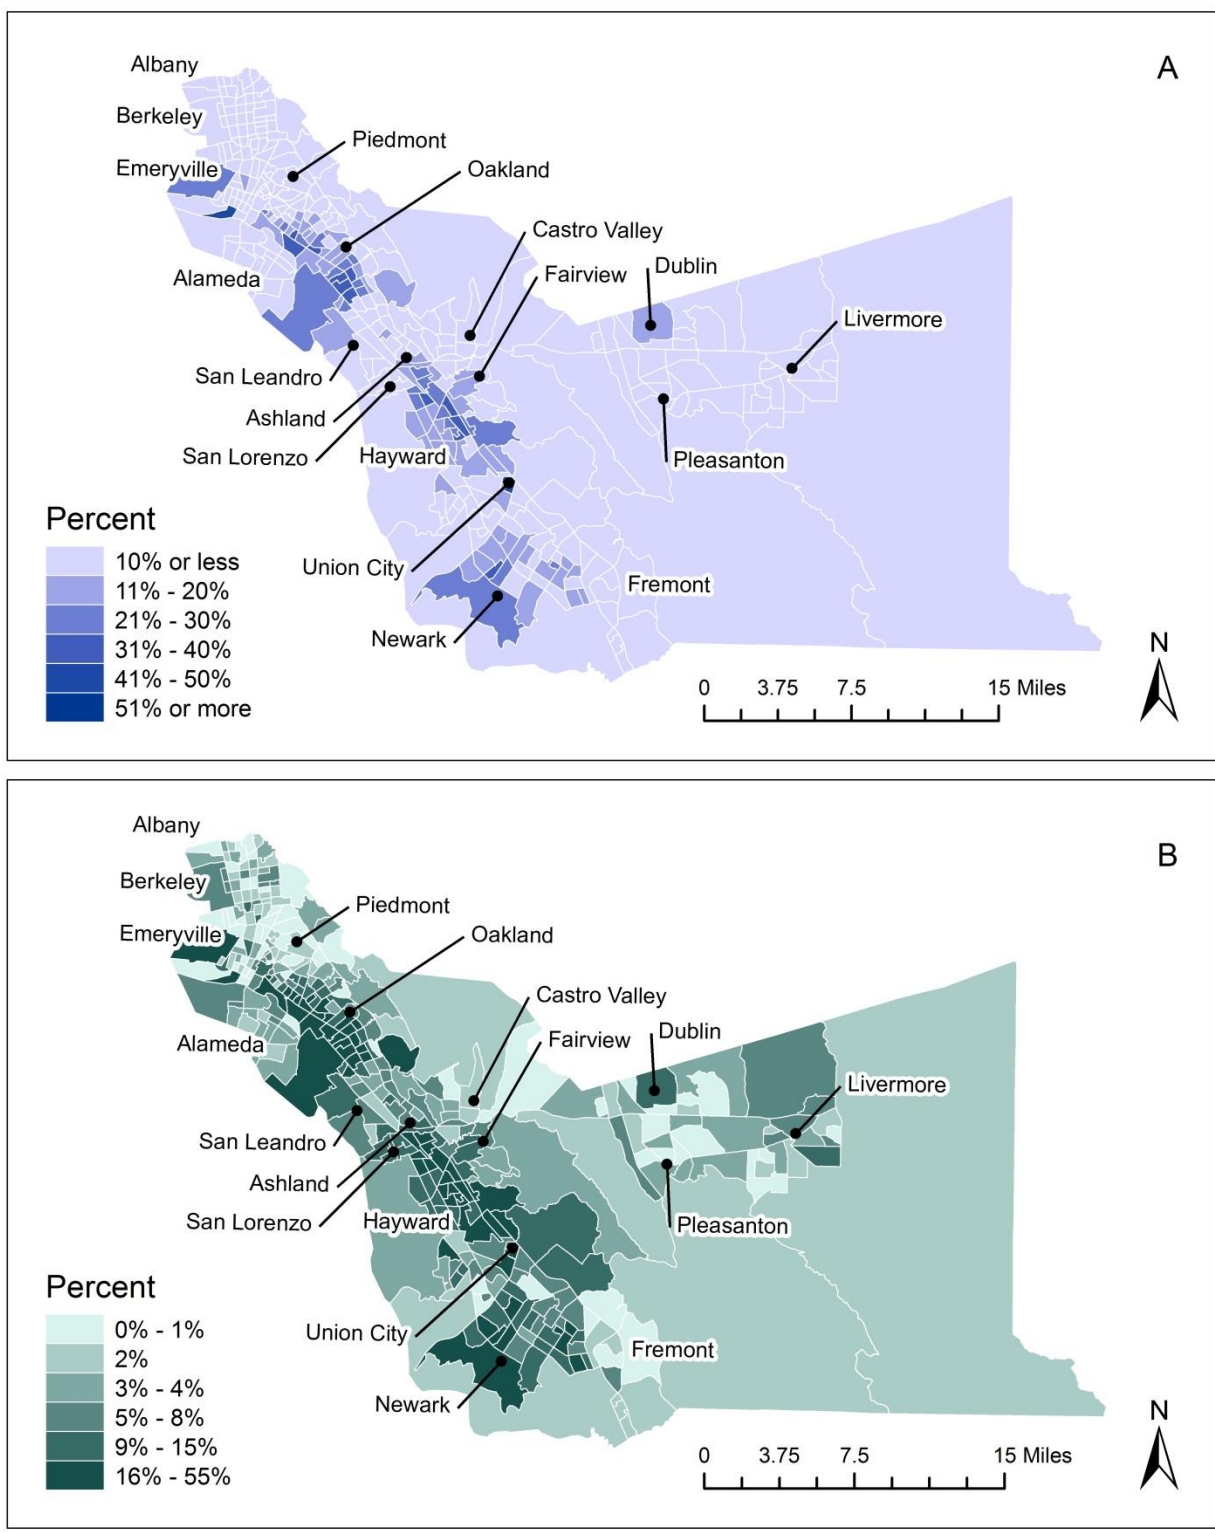 A
Albany
Berkeley
Piedmont
Emeryville
Oakland
Castro Valley
Alameda
Fairview
Dublin
Livermore
San Leandro
Ashland
San Lorenzo
Hayward
Pleasanton
Percent
10% or less
11% - 20%
21% - 30%
31% - 40%
41% - 50%
51% or more
Union City
Fremont
Newark
N
0 3.75 7.5 15 Miles
B
Albany
Berkeley
Piedmont
Emeryville
Oakland
Castro Valley
Alameda
Fairview
Dublin
Livermore
San Leandro
Ashland
San Lorenzo
Hayward
Pleasanton
Percent
0% - 1%
2%
3% - 4%
5% - 8%
9% - 15%
16% - 55%
Union City
Fremont
Newark
N
0 3.75 7.5 15 Miles